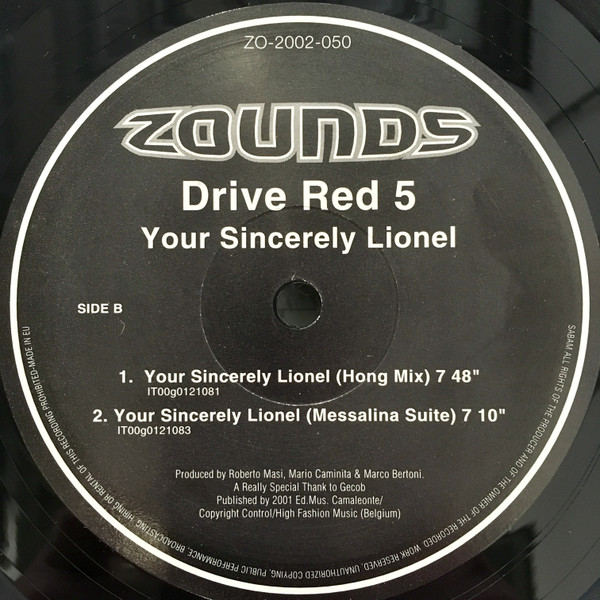 ZO-2002-050
ZOUNDS
Drive Red 5
Your Sincerely Lionel
SIDE B
1. Your Sincerely Lionel (Hong Mix) 7 48"
IT00g0121081
2. Your Sincerely Lionel (Messalina Suite) 7 10"
IT00g0121083
Produced by Roberto Masi, Mario Caminita & Marco Bertoni.
A Really Special Thank to Gecob
Published by 2001 Ed.Mus. Camaleonte/
Copyright Control/High Fashion Music (Belgium)
SABAM ALL RIGHTS OF THE PRODUCER AND OF THE OWNER OF THE RECORDED WORK RESERVED. UNAUTHORIZED COPYING, PUBLIC PERFORMANCE, BROADCASTING, HIRING OR RENTAL OF THIS RECORDING PROHIBITED-MADE IN EU